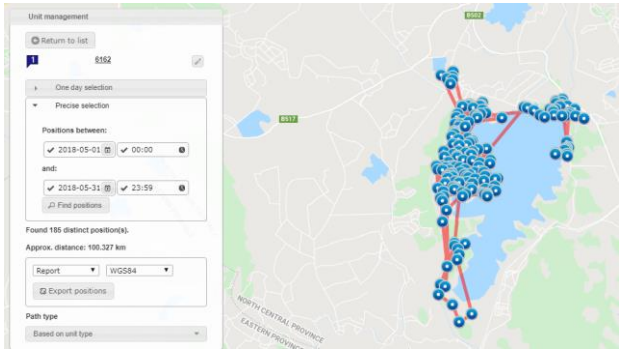 Unit management
Return to list
1
6162
One day selection
Precise selection
Positions between:
2018-05-01 00:00
and:
2018-05-31 23:59
Find positions
Found 185 distinct position(s).
Approx. distance: 100.327 km
Report WGS84
Export positions
Path type
Based on unit type
B502
B517
NORTH CENTRAL PROVINCE
EASTERN PROVINCE